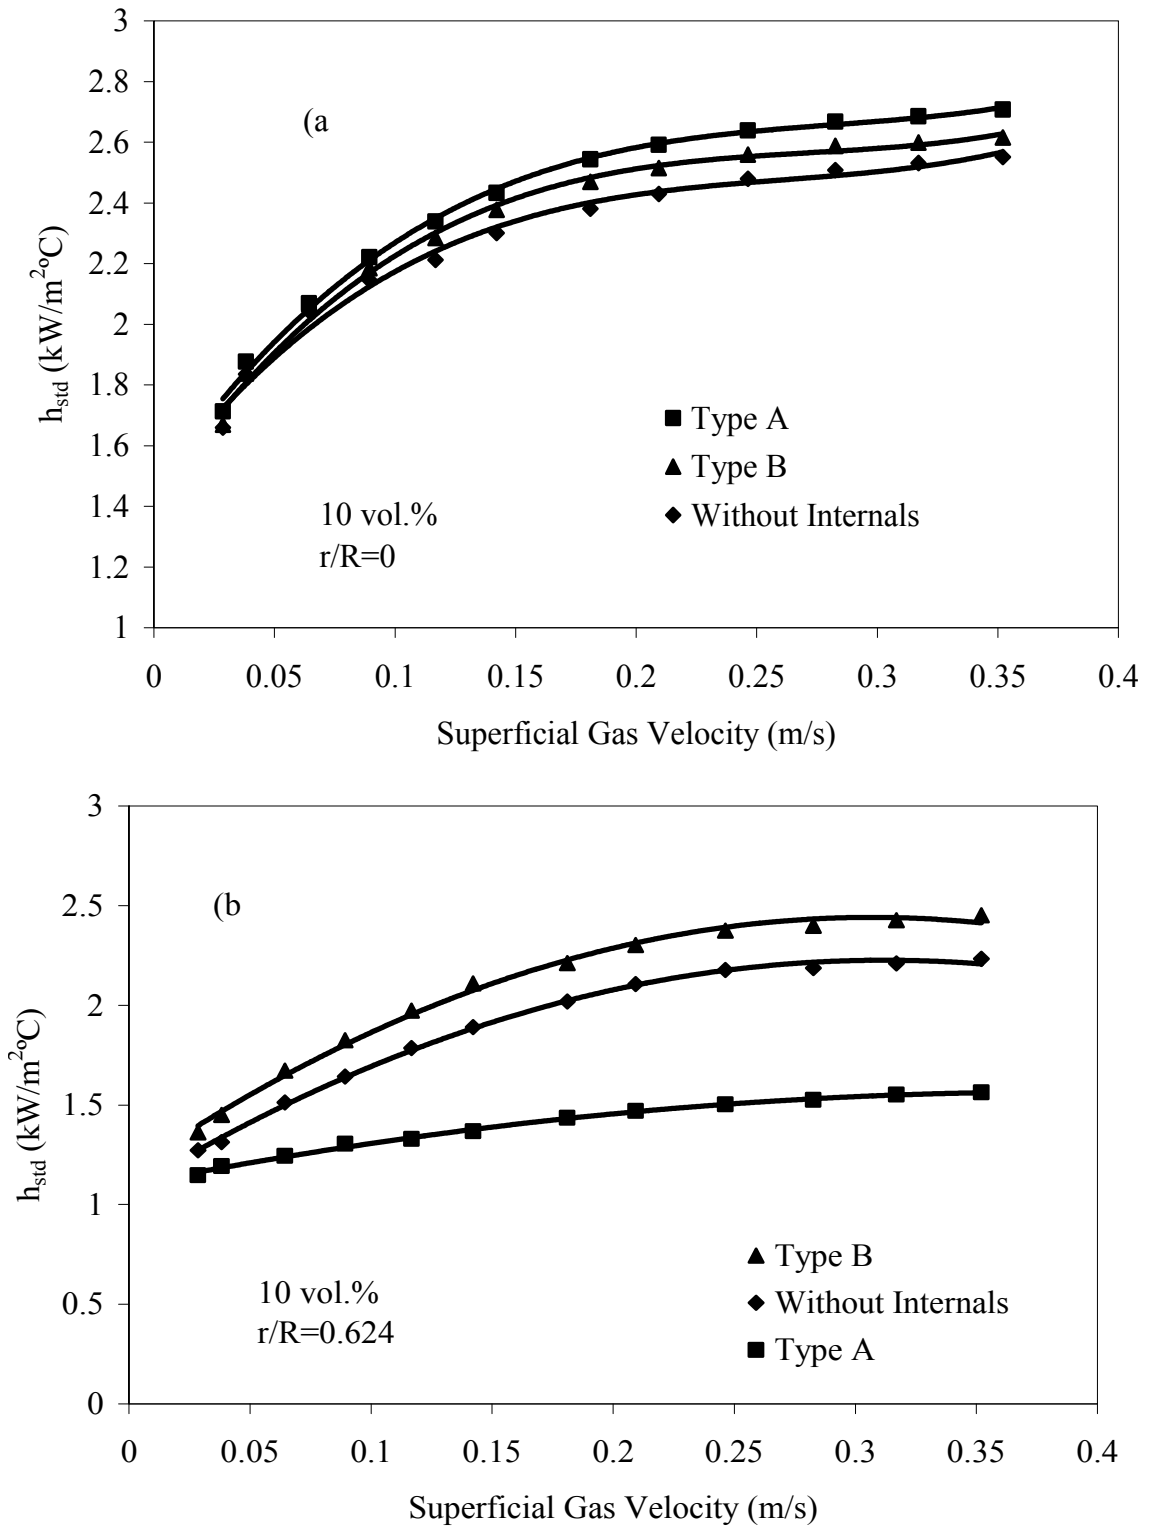 3
2.8
2.6
2.4
2.2
2
1.8
1.6
1.4
1.2
1
h_std (kW/m²ºC)
(a
Type A
Type B
Without Internals
10 vol.%
r/R=0
0 0.05 0.1 0.15 0.2 0.25 0.3 0.35 0.4
Superficial Gas Velocity (m/s)
3
2.5
2
1.5
1
0.5
0
h_std (kW/m²ºC)
(b
Type B
Without Internals
Type A
10 vol.%
r/R=0.624
0 0.05 0.1 0.15 0.2 0.25 0.3 0.35 0.4
Superficial Gas Velocity (m/s)